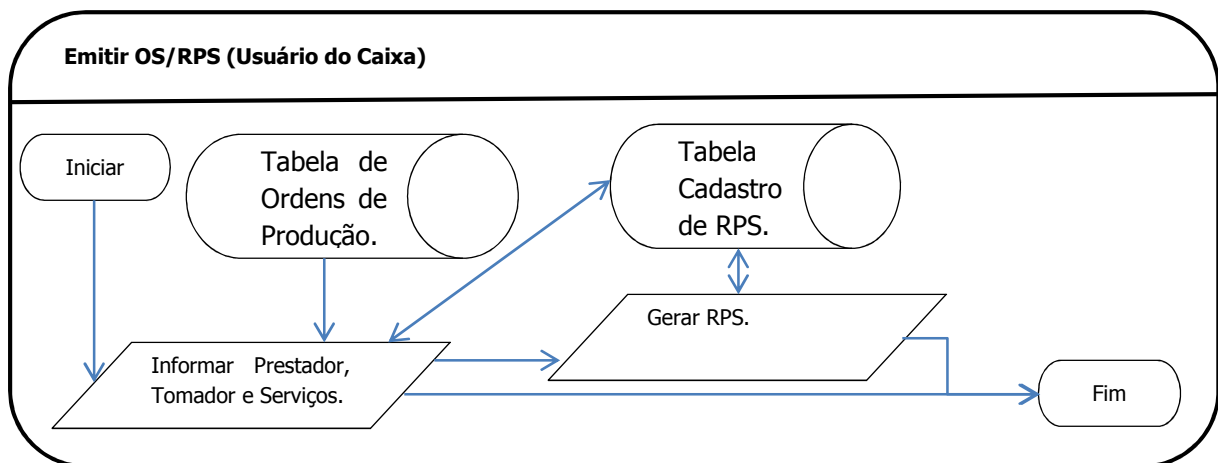 Emitir OS/RPS (Usuário do Caixa)
Iniciar
Tabela de
Ordens de
Produção.
Tabela
Cadastro
de RPS.
Gerar RPS.
Informar Prestador,
Tomador e Serviços.
Fim